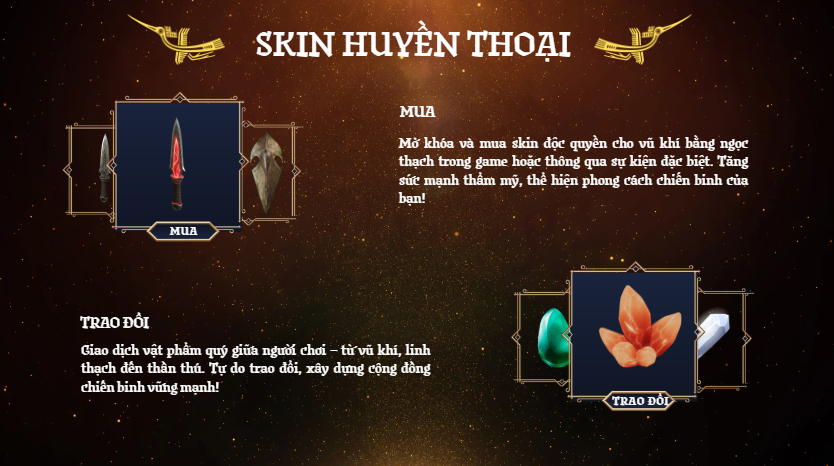 SKIN HUYỀN THOẠI
MUA
Mở khóa và mua skin độc quyền cho vũ khí bằng ngọc
thạch trong game hoặc thông qua sự kiện đặc biệt. Tăng
sức mạnh thẩm mỹ, thể hiện phong cách chiến binh của
bạn!
MUA
TRAO ĐỔI
Giao dịch vật phẩm quý giữa người chơi – từ vũ khí, linh
thạch đến thần thú. Tự do trao đổi, xây dựng cộng đồng
chiến binh vững mạnh!
TRAO ĐỔI